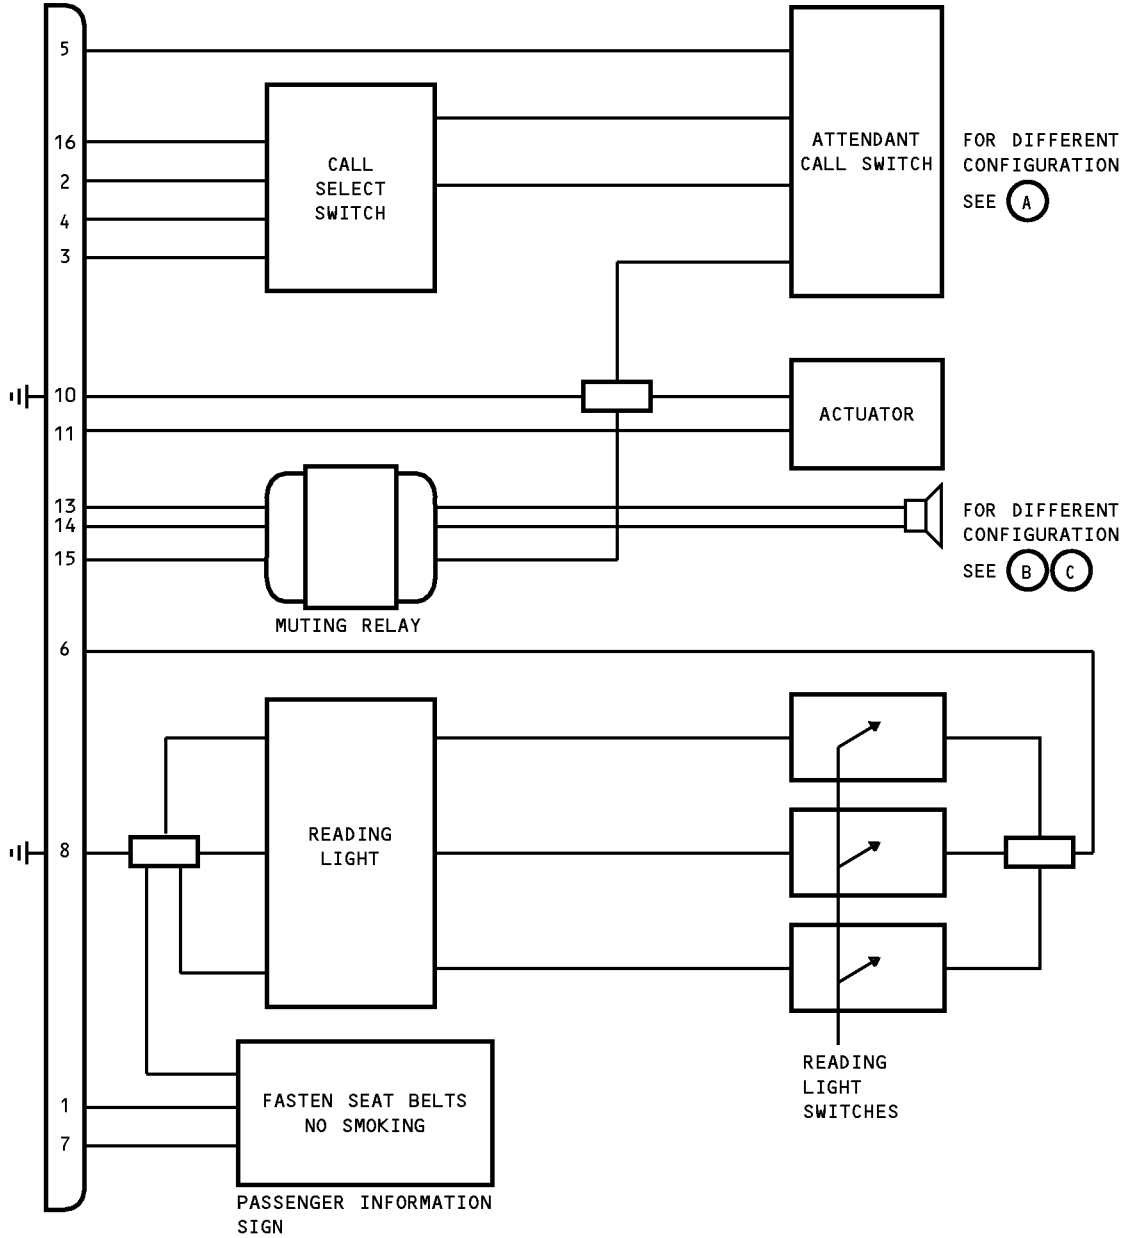 5
16
2
4
3
CALL
SELECT
SWITCH
ATTENDANT
CALL SWITCH
FOR DIFFERENT
CONFIGURATION
SEE A
10
11
ACTUATOR
13
14
15
MUTING RELAY
FOR DIFFERENT
CONFIGURATION
SEE B C
6
8
READING
LIGHT
READING
LIGHT
SWITCHES
1
7
FASTEN SEAT BELTS
NO SMOKING
PASSENGER INFORMATION
SIGN